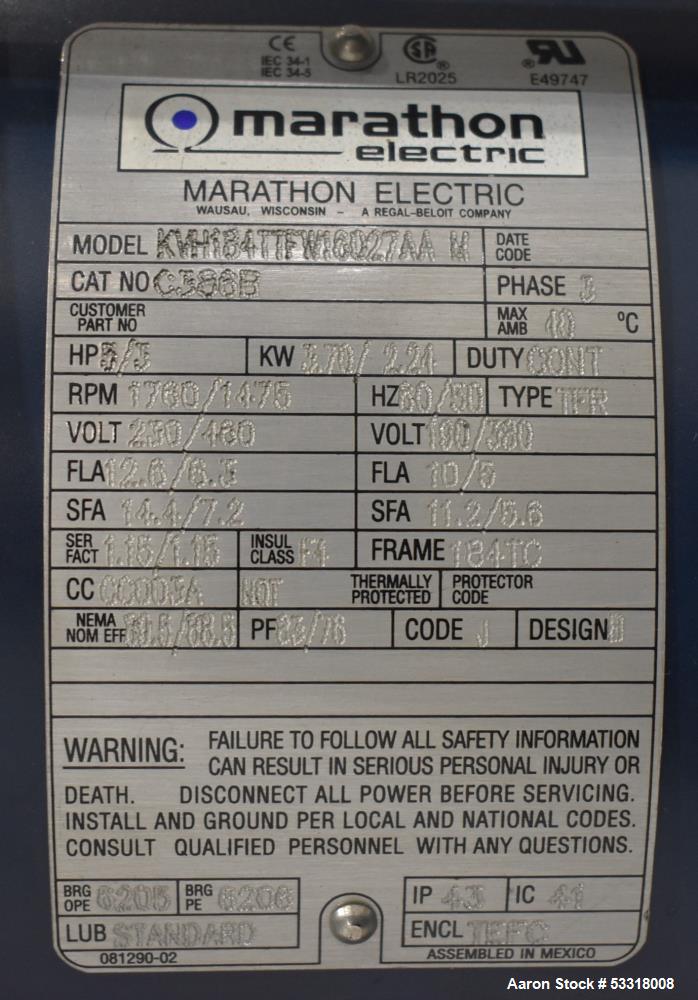 CE
IEC 34-1
IEC 34-5
SA ®
LR2025
® RU
E49747
marathon
electric
MARATHON ELECTRIC
WAUSAU, WISCONSIN - A REGAL-BELOIT COMPANY
MODEL KVH184TTFW16027AA M DATE CODE
CAT NO C386B PHASE 3
CUSTOMER PART NO MAX AMB 40 °C
HP 5/3 KW 3.70/ 2.21 DUTY CONT
RPM 1760/1475 HZ 60/50 TYPE TFR
VOLT 230/460 VOLT 190/380
FLA 12.6/6.3 FLA 10/5
SFA 14.4/7.2 SFA 11.2/5.6
SER FACT 1.15/1.15 INSUL CLASS FRAME 184TC
CC NOT THERMALLY PROTECTED PROTECTOR CODE
NEMA NOM EFF PF CODE J DESIGN B
WARNING: FAILURE TO FOLLOW ALL SAFETY INFORMATION
CAN RESULT IN SERIOUS PERSONAL INJURY OR
DEATH. DISCONNECT ALL POWER BEFORE SERVICING.
INSTALL AND GROUND PER LOCAL AND NATIONAL CODES.
CONSULT QUALIFIED PERSONNEL WITH ANY QUESTIONS.
BRG OPE 6205 BRG PE 6206 IP 43 IC 41
LUB STANDARD ENCL TEFC
081290-02 ASSEMBLED IN MEXICO
Aaron Stock # 53318008